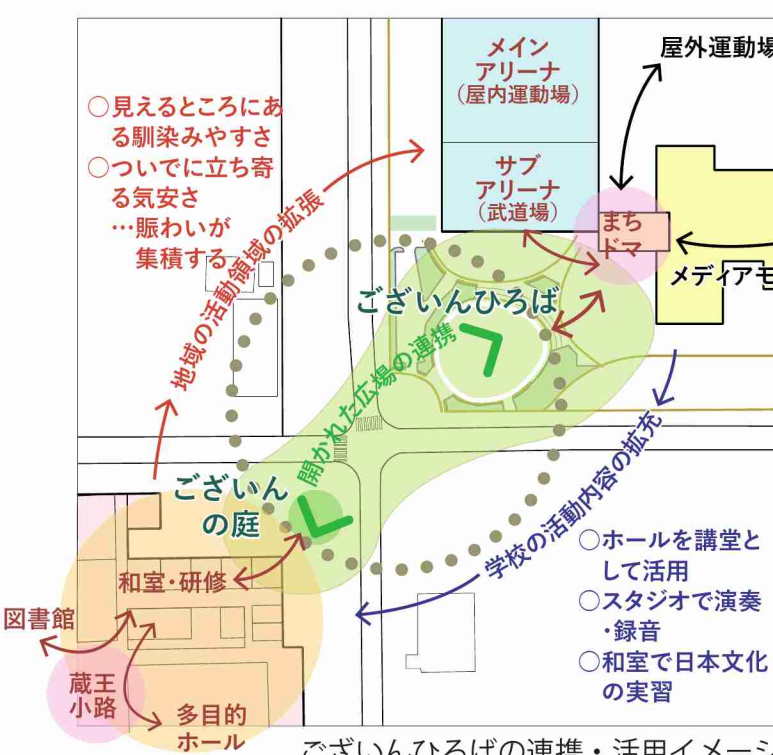 メイン
アリーナ
（屋内運動場）
屋外運動場
○見えるところにあ
る馴染みやすさ
○ついでに立ち寄
る気安さ
…賑わいが
集積する
サブ
アリーナ
（武道場）
まち
ドマ
メディアモ
地域の活動領域の拡張
ございんひろば
開かれた広場の連携
ございん
の庭
学校の活動内容の拡充
○ホールを講堂と
して活用
○スタジオで演奏
・録音
○和室で日本文化
の実習
和室・研修
図書館
蔵王
小路
多目的
ホール
ございんひろばの連携・活用イメージ